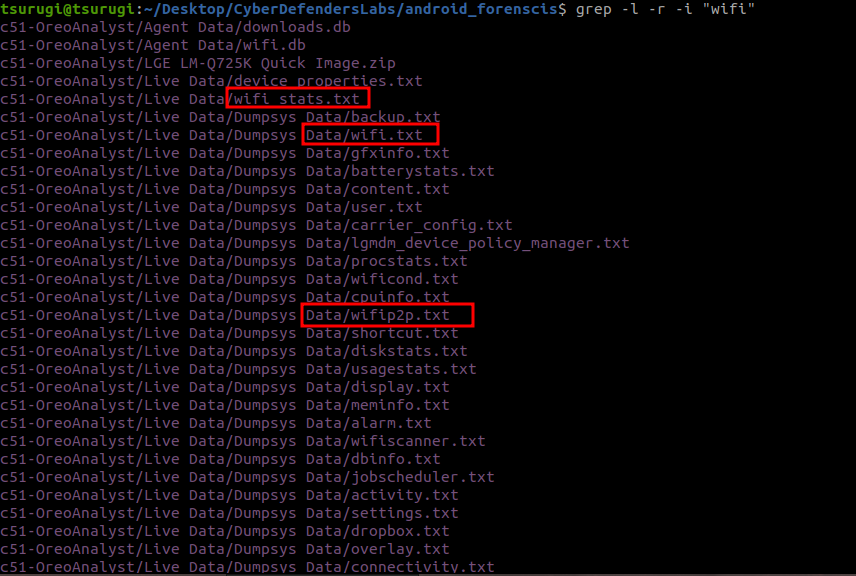 tsurugi@tsurugi:~/Desktop/CyberDefendersLabs/android_forenscis$ grep -l -r -i "wifi"
c51-OreoAnalyst/Agent Data/downloads.db
c51-OreoAnalyst/Agent Data/wifi.db
c51-OreoAnalyst/LGE LM-Q725K Quick Image.zip
c51-OreoAnalyst/Live Data/device_properties.txt
c51-OreoAnalyst/Live Data/wifi_stats.txt
c51-OreoAnalyst/Live Data/Dumpsys Data/backup.txt
c51-OreoAnalyst/Live Data/Dumpsys Data/wifi.txt
c51-OreoAnalyst/Live Data/Dumpsys Data/gfxinfo.txt
c51-OreoAnalyst/Live Data/Dumpsys Data/batterystats.txt
c51-OreoAnalyst/Live Data/Dumpsys Data/content.txt
c51-OreoAnalyst/Live Data/Dumpsys Data/user.txt
c51-OreoAnalyst/Live Data/Dumpsys Data/carrier_config.txt
c51-OreoAnalyst/Live Data/Dumpsys Data/lgmdm_device_policy_manager.txt
c51-OreoAnalyst/Live Data/Dumpsys Data/procstats.txt
c51-OreoAnalyst/Live Data/Dumpsys Data/wificond.txt
c51-OreoAnalyst/Live Data/Dumpsys Data/cpuinfo.txt
c51-OreoAnalyst/Live Data/Dumpsys Data/wifip2p.txt
c51-OreoAnalyst/Live Data/Dumpsys Data/shortcut.txt
c51-OreoAnalyst/Live Data/Dumpsys Data/diskstats.txt
c51-OreoAnalyst/Live Data/Dumpsys Data/usagestats.txt
c51-OreoAnalyst/Live Data/Dumpsys Data/display.txt
c51-OreoAnalyst/Live Data/Dumpsys Data/meminfo.txt
c51-OreoAnalyst/Live Data/Dumpsys Data/alarm.txt
c51-OreoAnalyst/Live Data/Dumpsys Data/wifiscanner.txt
c51-OreoAnalyst/Live Data/Dumpsys Data/dbinfo.txt
c51-OreoAnalyst/Live Data/Dumpsys Data/jobscheduler.txt
c51-OreoAnalyst/Live Data/Dumpsys Data/activity.txt
c51-OreoAnalyst/Live Data/Dumpsys Data/settings.txt
c51-OreoAnalyst/Live Data/Dumpsys Data/dropbox.txt
c51-OreoAnalyst/Live Data/Dumpsys Data/overlay.txt
c51-OreoAnalyst/Live Data/Dumpsys Data/connectivity.txt